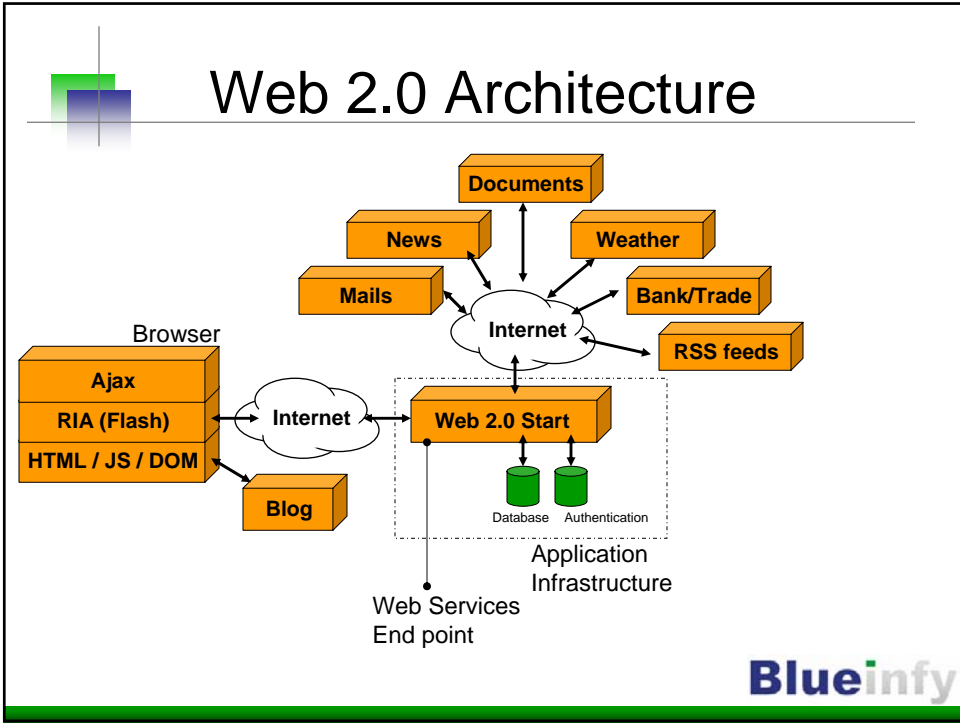 Web 2.0 Architecture
Documents
News
Weather
Mails
Bank/Trade
Internet
RSS feeds
Browser
Ajax
RIA (Flash)
HTML / JS / DOM
Internet
Web 2.0 Start
Blog
Database
Authentication
Application
Infrastructure
Web Services
End point
Blueinfy